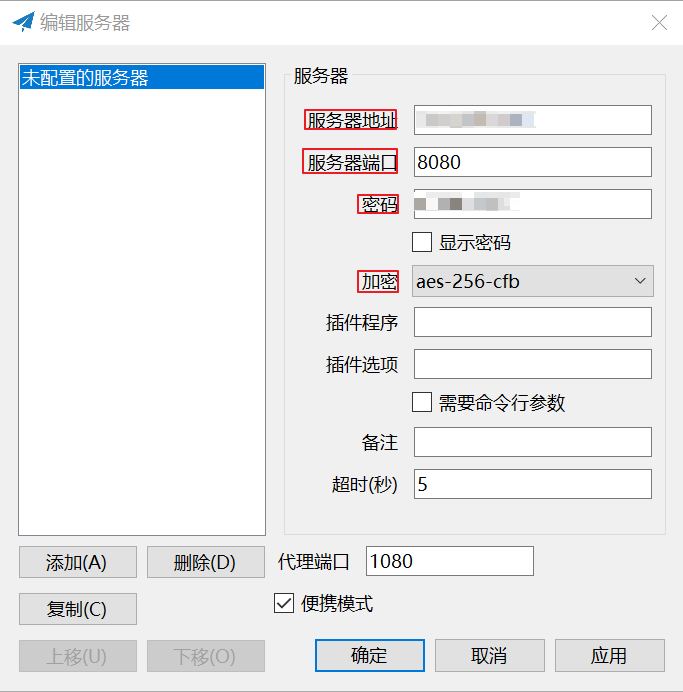 编辑服务器
未配置的服务器
服务器
服务器地址
服务器端口 8080
密码
显示密码
加密 aes-256-cfb
插件程序
插件选项
需要命令行参数
备注
超时(秒) 5
添加(A) 删除(D) 代理端口 1080
复制(C) 便携模式
上移(U) 下移(O) 确定 取消 应用